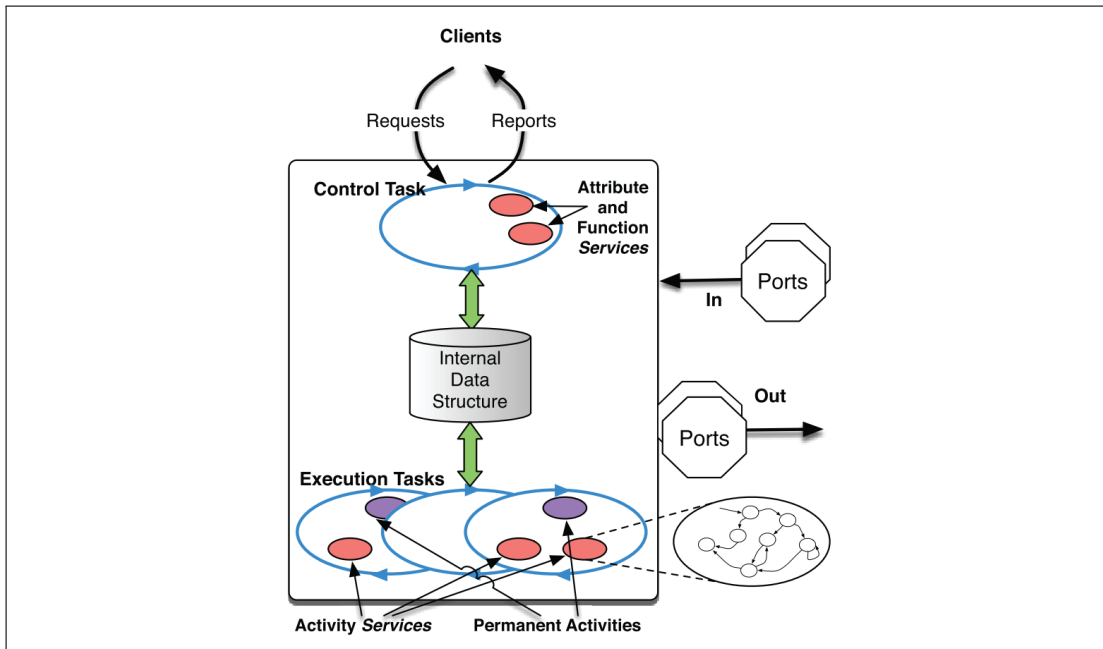 Clients
Requests
Reports
Control Task
Attribute
and
Function
Services
Ports
In
Internal
Data
Structure
Out
Ports
Execution Tasks
Activity Services
Permanent Activities